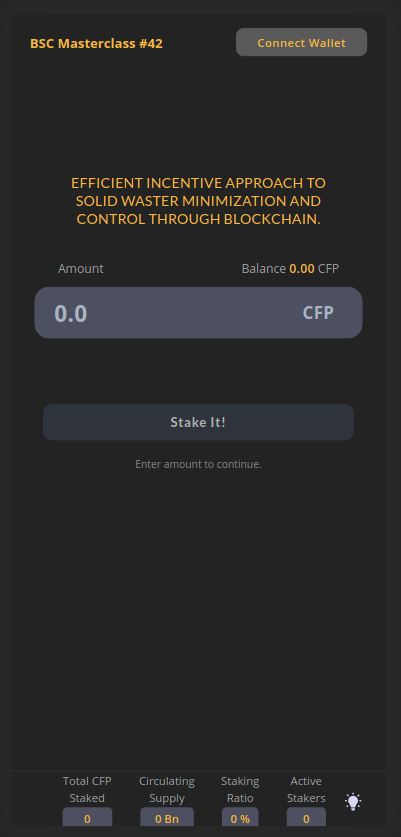 BSC Masterclass #42
Connect Wallet
EFFICIENT INCENTIVE APPROACH TO
SOLID WASTER MINIMIZATION AND
CONTROL THROUGH BLOCKCHAIN.
Amount
Balance 0.00 CFP
0.0
CFP
Stake It!
Enter amount to continue.
Total CFP Staked
Circulating Supply
Staking Ratio
Active Stakers
0
0 Bn
0 %
0